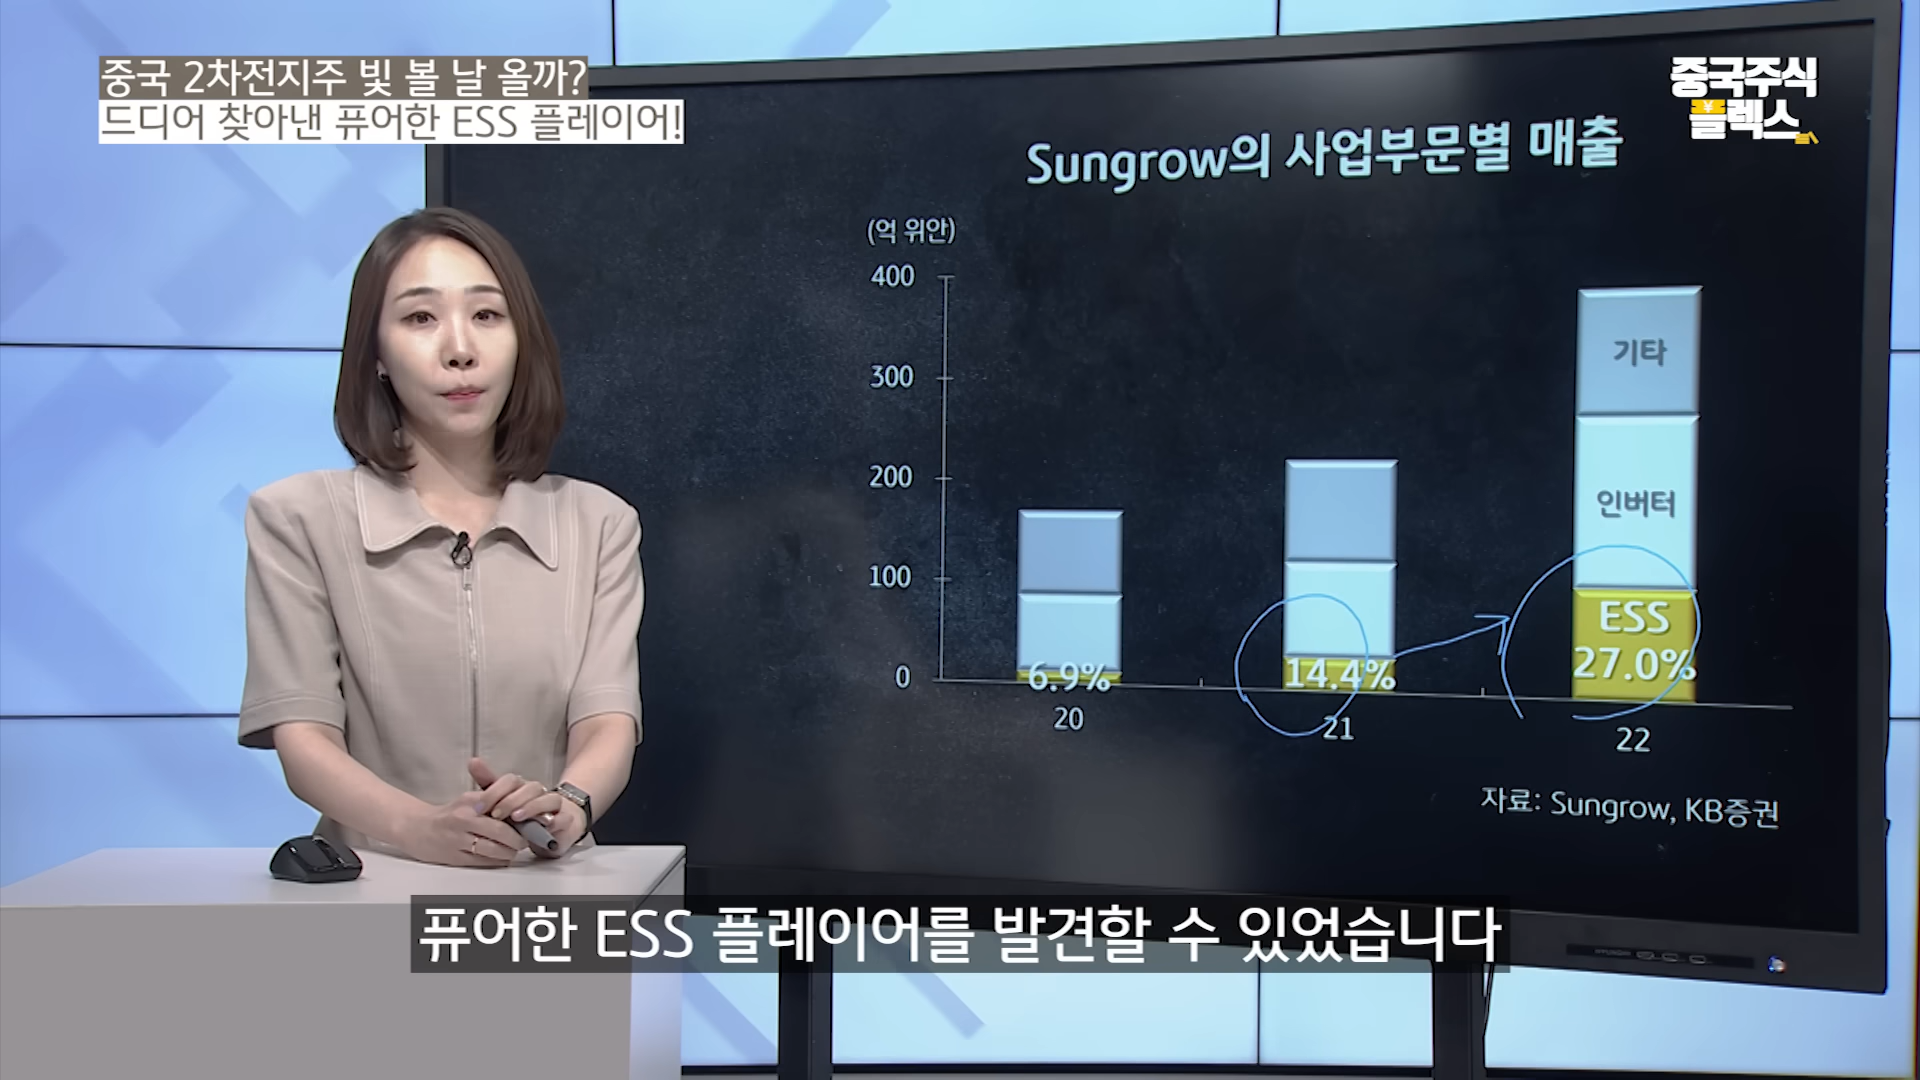 중국 2차전지주 빛 볼 날 올까?
드디어 찾아낸 퓨어한 ESS 플레이어!
중국주식
플렉스
Sungrow의 사업부문별 매출
(억 위안)
400
300
200
100
0
기타
인버터
ESS
6.9%
14.4%
27.0%
20
21
22
자료: Sungrow, KB증권
퓨어한 ESS 플레이어를 발견할 수 있었습니다